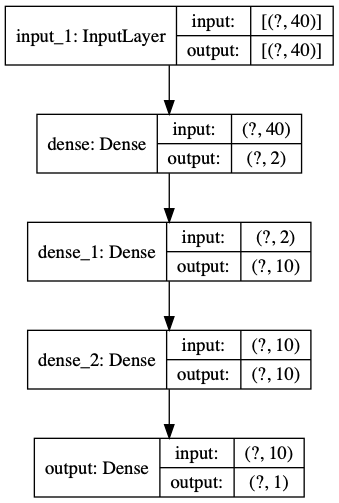 input_1: InputLayer
input: [(?, 40)]
output: [(?, 40)]
dense: Dense
input: (?, 40)
output: (?, 2)
dense_1: Dense
input: (?, 2)
output: (?, 10)
dense_2: Dense
input: (?, 10)
output: (?, 10)
output: Dense
input: (?, 10)
output: (?, 1)